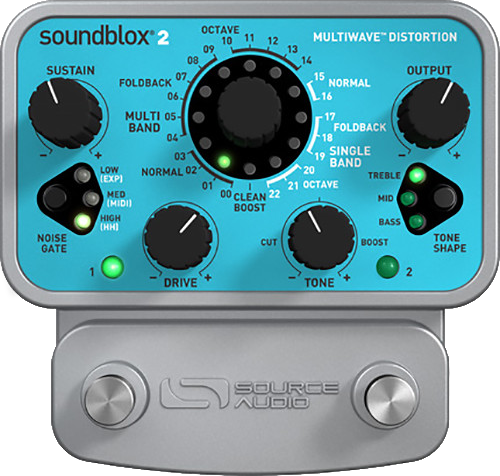 soundblox® 2
MULTIWAVE™ DISTORTION
SUSTAIN
- +
OUTPUT
- +
OCTAVE
FOLDBACK
MULTI
BAND
NORMAL
00
01
02
03
04
05
06
07
08
09
10
11
12
13
14
15
16
17
18
19
20
21
22
NORMAL
FOLDBACK
SINGLE
BAND
OCTAVE
CLEAN
BOOST
LOW
(EXP)
MED
(MIDI)
HIGH
(HH)
NOISE
GATE
TREBLE
MID
BASS
TONE
SHAPE
1
- DRIVE +
CUT
BOOST
- TONE +
2
SOURCE
AUDIO